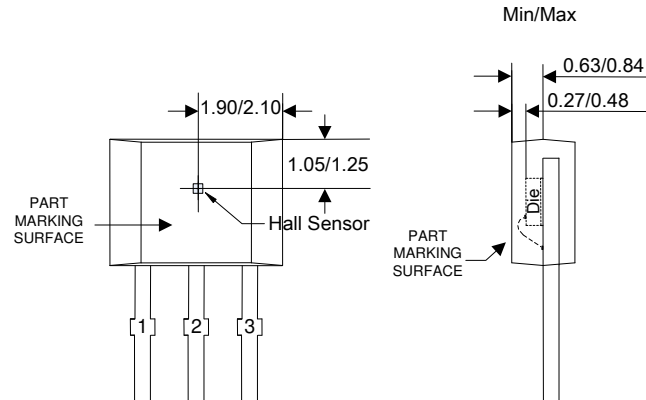 Min/Max
0.63/0.84
0.27/0.48
1.90/2.10
1.05/1.25
PART
MARKING
SURFACE
Hall Sensor
Die
PART
MARKING
SURFACE
1 2 3